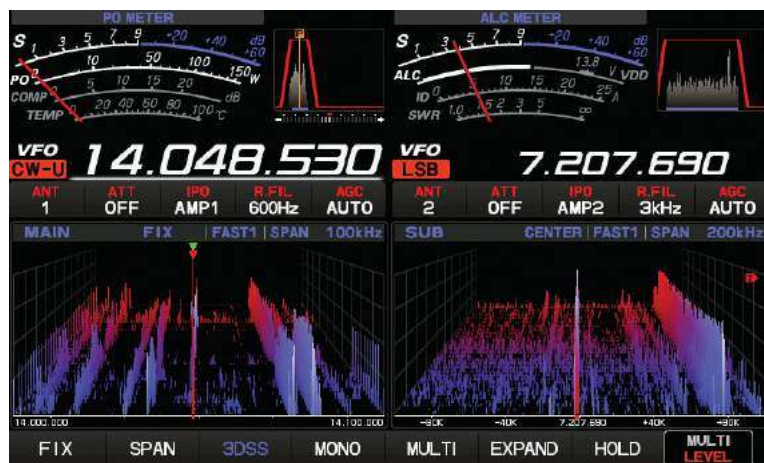 PO METER
S 1 3 5 7 9 +20 +40 +60 dB
PO 0 10 50 100 150 W
COMP 0 5 10 15 20 dB
TEMP 0 20 40 60 80 100 °C
VFO
CW-U
14.048.530
ANT ATT IPO R.FIL AGC
1 OFF AMP1 600Hz AUTO
MAIN FIX FAST1 | SPAN 100kHz
14.000.000 14.100.000
ALC METER
S 1 3 5 7 9 +20 +40 +60 dB
ALC 13.8 V VDD
ID 0 5 10 15 20 25 A
SWR 1.0 1.5 2 3 5 ∞
VFO
LSB
7.207.690
ANT ATT IPO R.FIL AGC
2 OFF AMP2 3kHz AUTO
SUB CENTER | FAST1 | SPAN 200kHz
-80K -40K 7.207.690 +40K +80K
FIX SPAN 3DSS MONO MULTI EXPAND HOLD MULTI
LEVEL